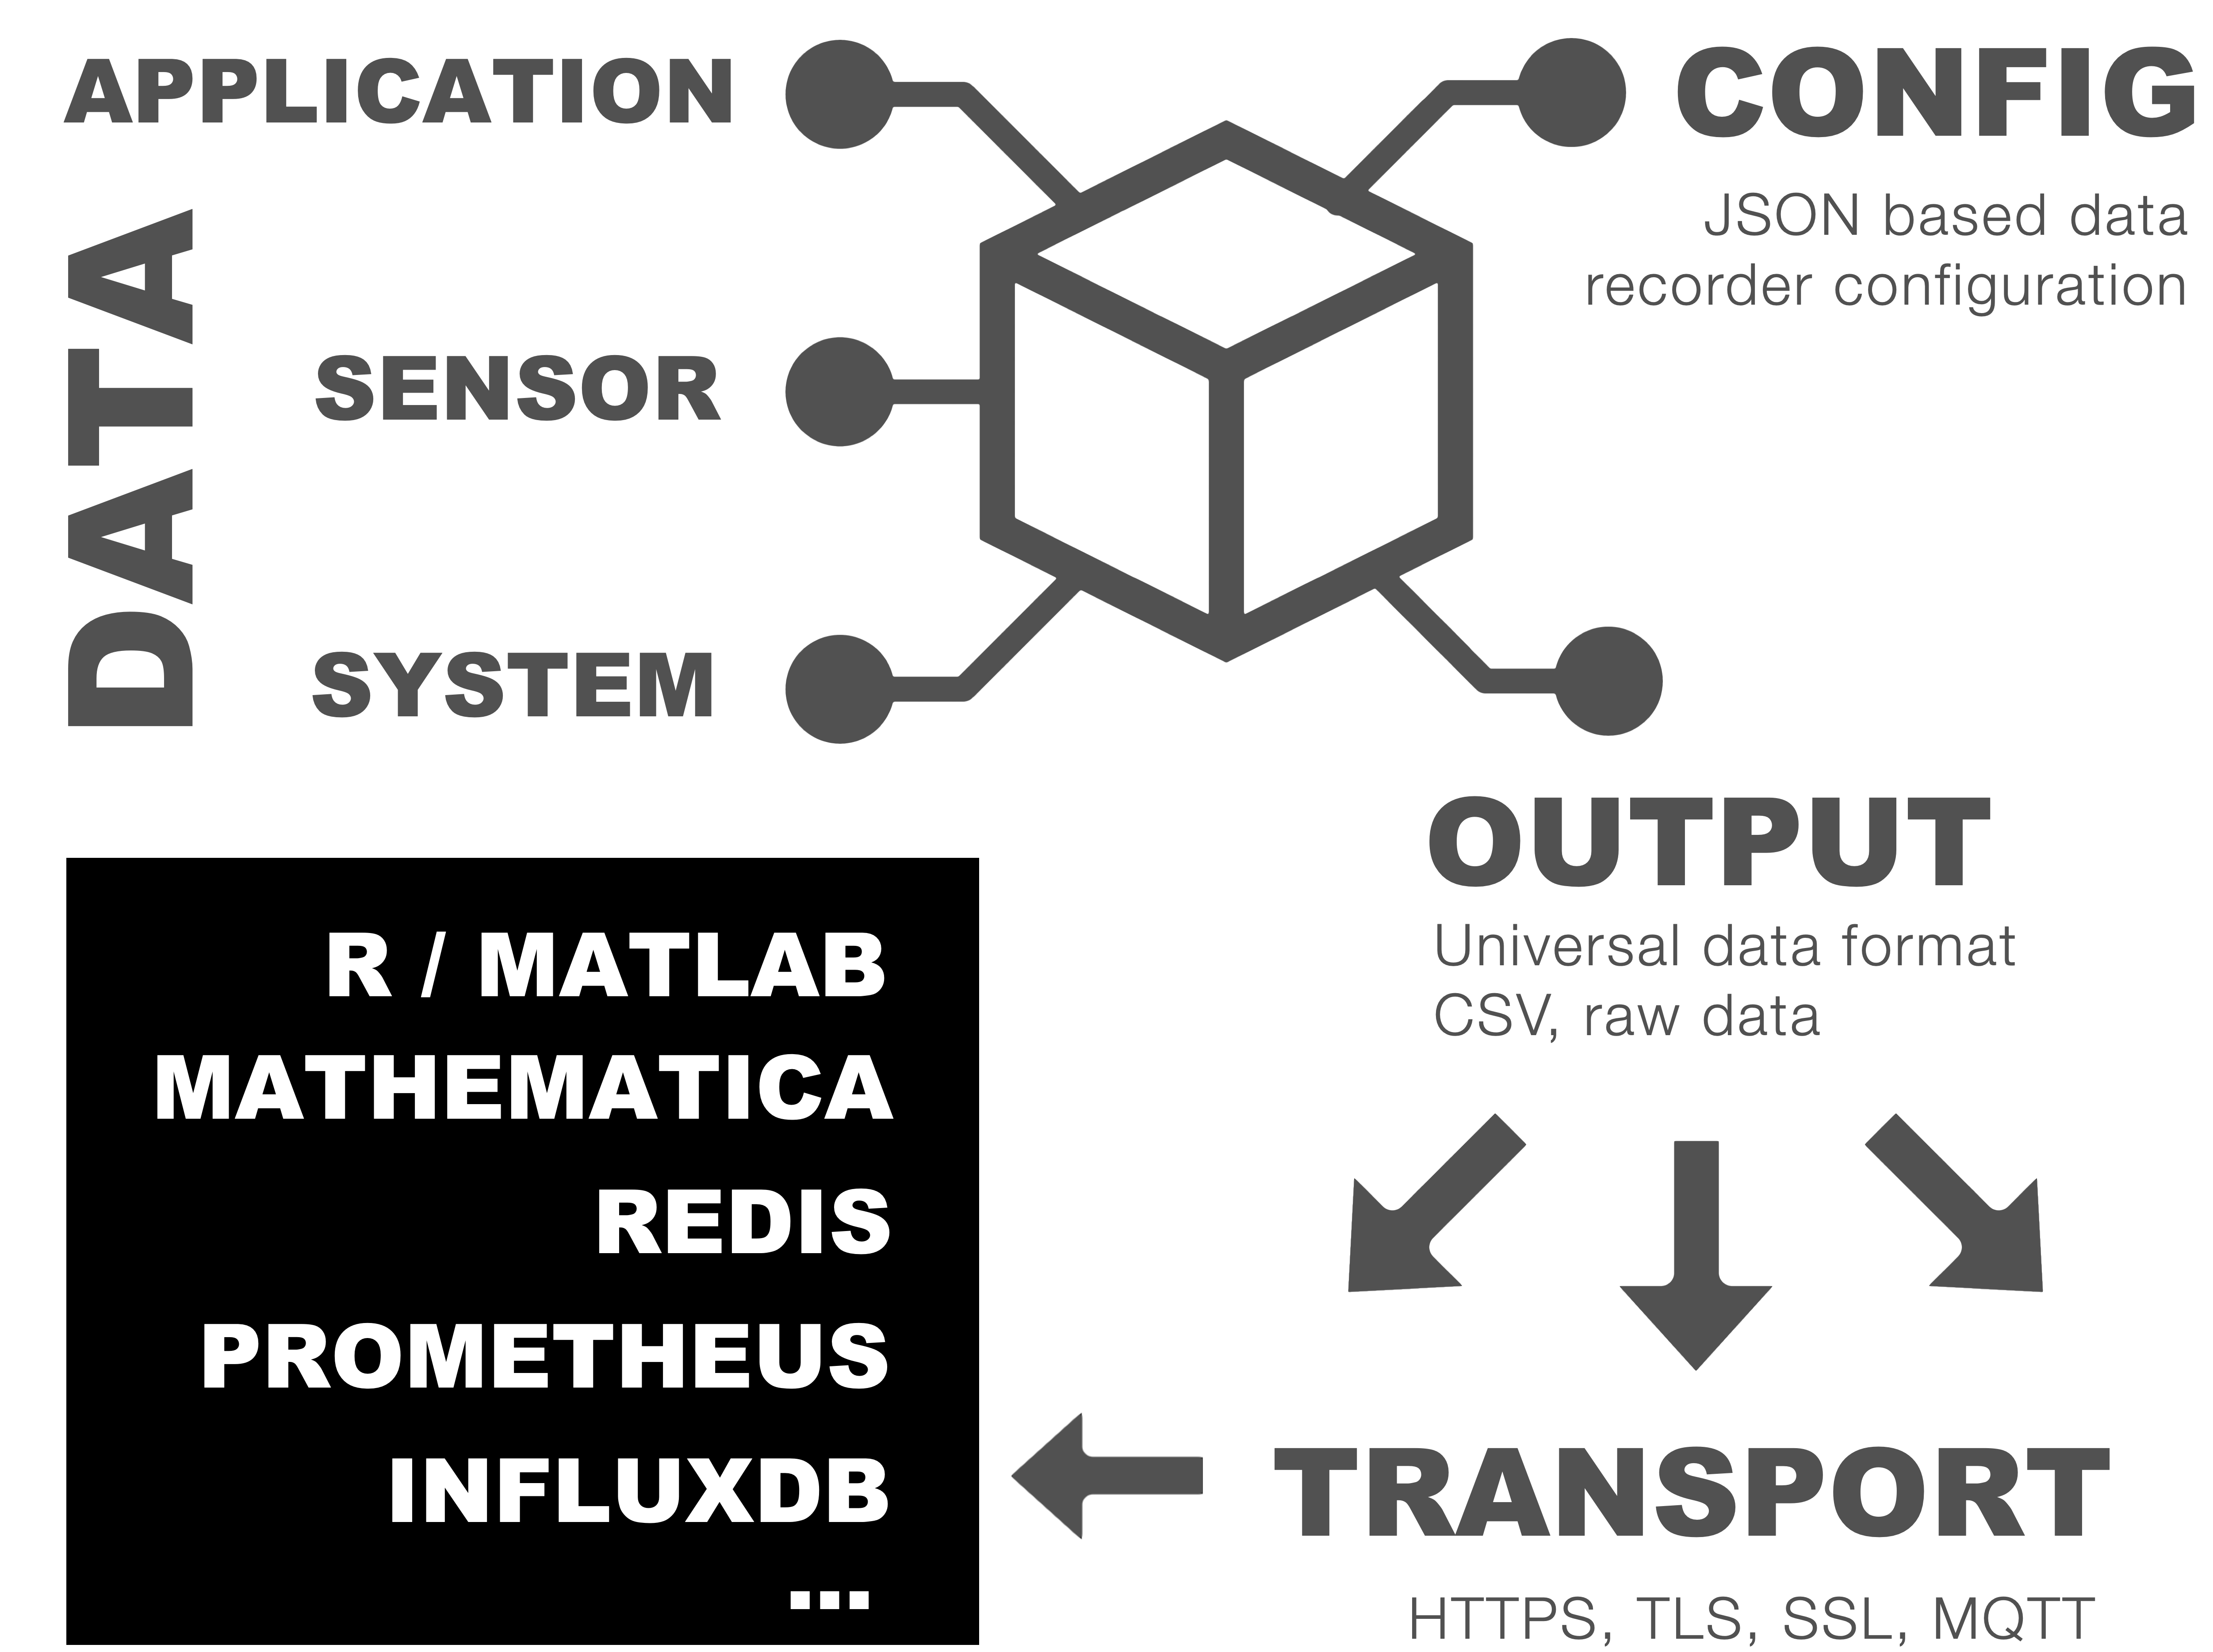 APPLICATION
DATA
SENSOR
SYSTEM
CONFIG
JSON based data
recorder configuration
OUTPUT
Universal data format
CSV, raw data
TRANSPORT
HTTPS, TLS, SSL, MQTT
R / MATLAB
MATHEMATICA
REDIS
PROMETHEUS
INFLUXDB
...